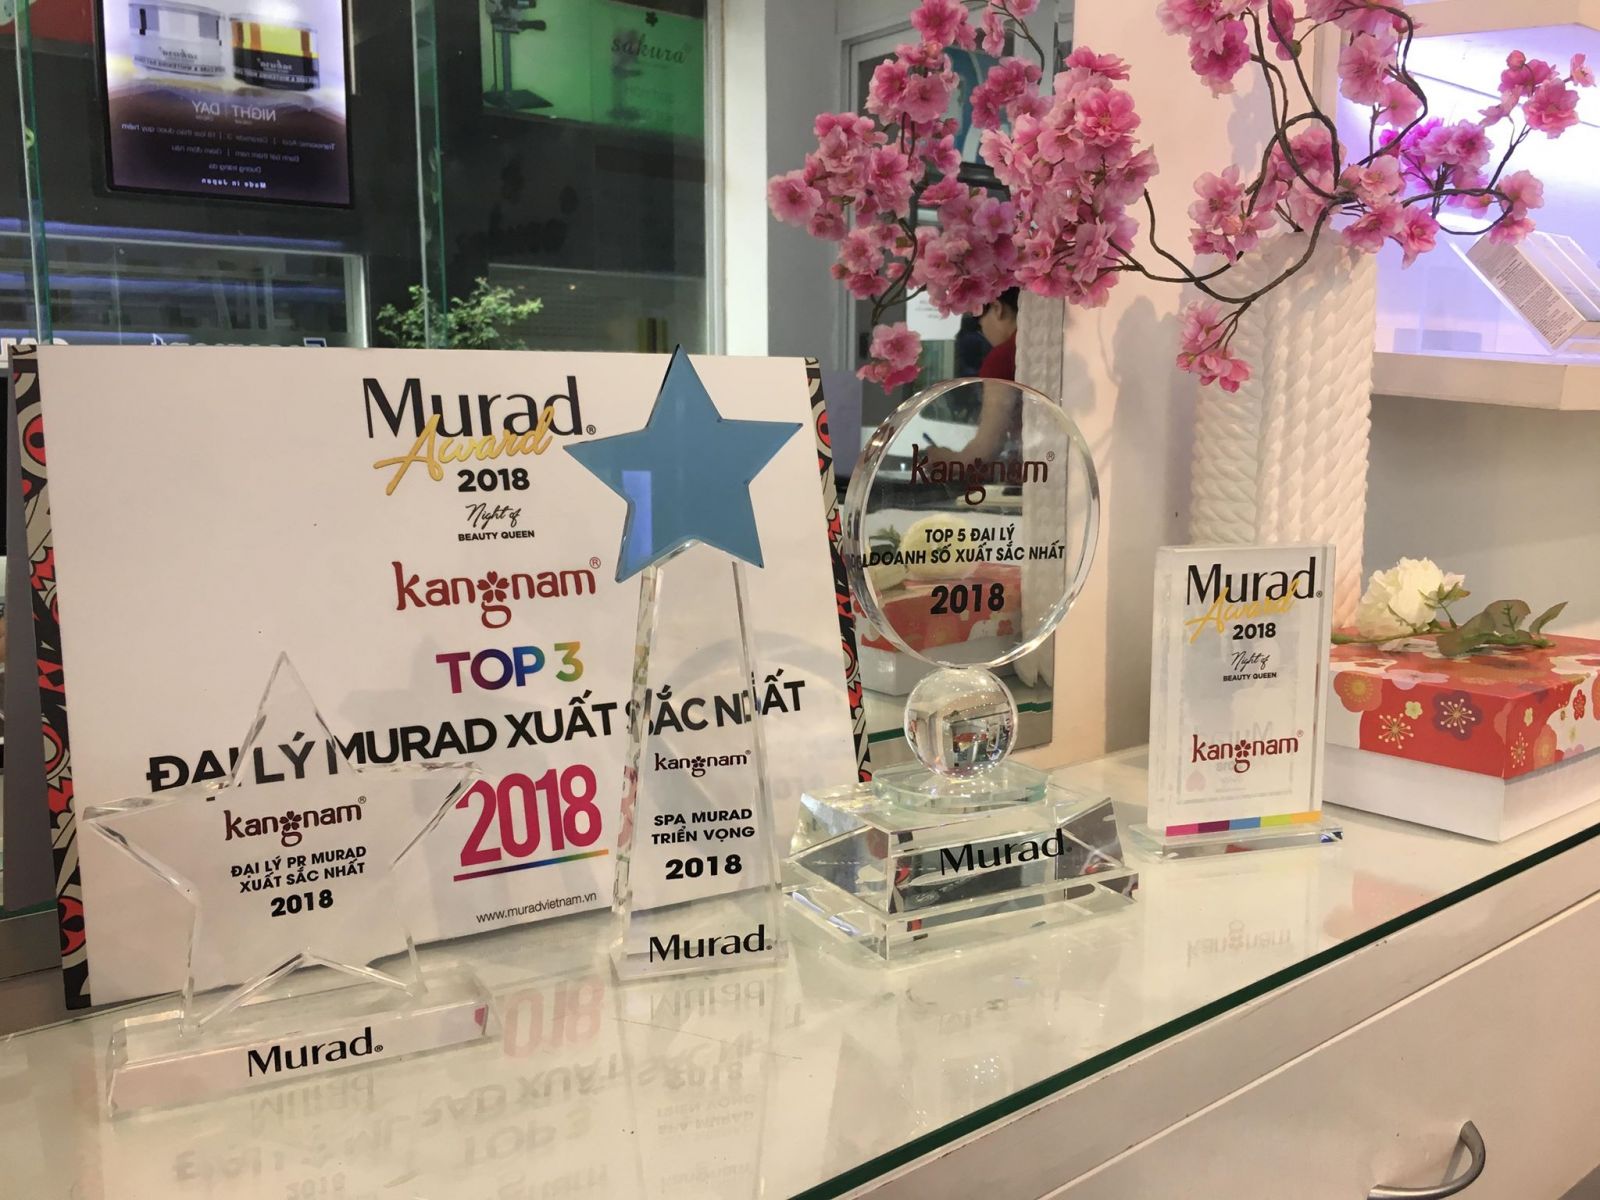 sakura®
NIGHT | DAY
Made in Japan
Murad®
Award
2018
Night of
BEAUTY QUEEN
kangnam®
TOP 3
ĐẠI LÝ MURAD XUẤT SẮC NHẤT
2018
www.muradvietnam.vn
kangnam®
ĐẠI LÝ PR MURAD
XUẤT SẮC NHẤT
2018
Murad®
kangnam®
SPA MURAD
TRIỂN VỌNG
2018
Murad®
kangnam®
TOP 5 ĐẠI LÝ
DOANH SỐ XUẤT SẮC NHẤT
2018
Murad®
Murad®
Award
2018
Night of
BEAUTY QUEEN
kangnam®